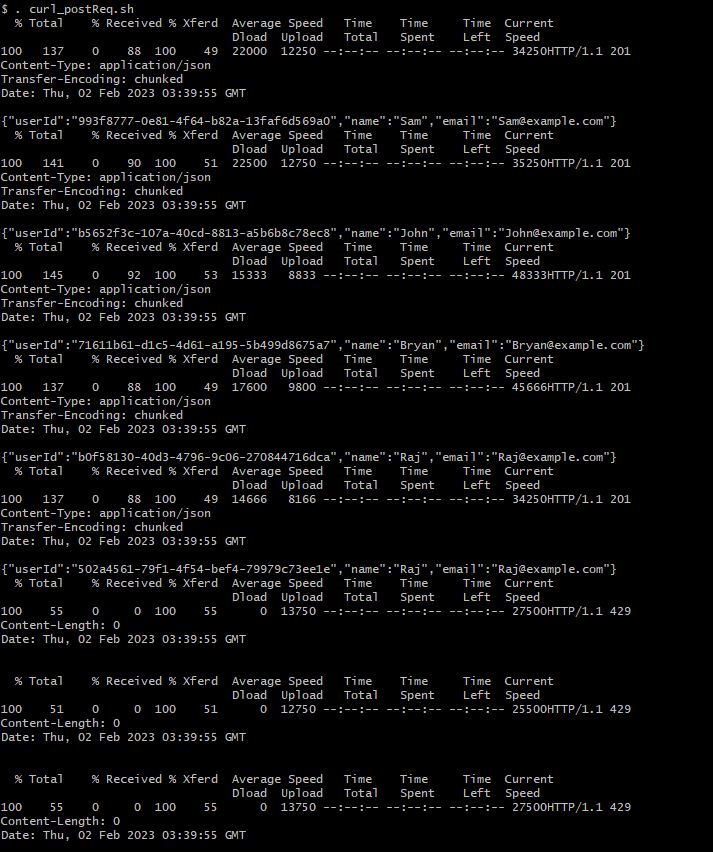 $ . curl_postReq.sh
  % Total    % Received % Xferd  Average Speed   Time    Time     Time  Current
                                 Dload  Upload   Total   Spent    Left  Speed
100   137    0    88  100    49  22000  12250 --:--:-- --:--:-- --:--:-- 34250HTTP/1.1 201
Content-Type: application/json
Transfer-Encoding: chunked
Date: Thu, 02 Feb 2023 03:39:55 GMT

{"userId":"993f8777-0e81-4f64-b82a-13faf6d569a0","name":"Sam","email":"Sam@example.com"}
  % Total    % Received % Xferd  Average Speed   Time    Time     Time  Current
                                 Dload  Upload   Total   Spent    Left  Speed
100   141    0    90  100    51  22500  12750 --:--:-- --:--:-- --:--:-- 35250HTTP/1.1 201
Content-Type: application/json
Transfer-Encoding: chunked
Date: Thu, 02 Feb 2023 03:39:55 GMT

{"userId":"b5652f3c-107a-40cd-8813-a5b6b8c78ec8","name":"John","email":"John@example.com"}
  % Total    % Received % Xferd  Average Speed   Time    Time     Time  Current
                                 Dload  Upload   Total   Spent    Left  Speed
100   145    0    92  100    53  15333   8833 --:--:-- --:--:-- --:--:-- 48333HTTP/1.1 201
Content-Type: application/json
Transfer-Encoding: chunked
Date: Thu, 02 Feb 2023 03:39:55 GMT

{"userId":"71611b61-d1c5-4d61-a195-5b499d8675a7","name":"Bryan","email":"Bryan@example.com"}
  % Total    % Received % Xferd  Average Speed   Time    Time     Time  Current
                                 Dload  Upload   Total   Spent    Left  Speed
100   137    0    88  100    49  17600   9800 --:--:-- --:--:-- --:--:-- 45666HTTP/1.1 201
Content-Type: application/json
Transfer-Encoding: chunked
Date: Thu, 02 Feb 2023 03:39:55 GMT

{"userId":"b0f58130-40d3-4796-9c06-270844716dca","name":"Raj","email":"Raj@example.com"}
  % Total    % Received % Xferd  Average Speed   Time    Time     Time  Current
                                 Dload  Upload   Total   Spent    Left  Speed
100   137    0    88  100    49  14666   8166 --:--:-- --:--:-- --:--:-- 34250HTTP/1.1 201
Content-Type: application/json
Transfer-Encoding: chunked
Date: Thu, 02 Feb 2023 03:39:55 GMT

{"userId":"502a4561-79f1-4f54-bef4-79979c73ee1e","name":"Raj","email":"Raj@example.com"}
  % Total    % Received % Xferd  Average Speed   Time    Time     Time  Current
                                 Dload  Upload   Total   Spent    Left  Speed
100    55    0     0  100    55      0  13750 --:--:-- --:--:-- --:--:-- 27500HTTP/1.1 429
Content-Length: 0
Date: Thu, 02 Feb 2023 03:39:55 GMT

  % Total    % Received % Xferd  Average Speed   Time    Time     Time  Current
                                 Dload  Upload   Total   Spent    Left  Speed
100    51    0     0  100    51      0  12750 --:--:-- --:--:-- --:--:-- 25500HTTP/1.1 429
Content-Length: 0
Date: Thu, 02 Feb 2023 03:39:55 GMT

  % Total    % Received % Xferd  Average Speed   Time    Time     Time  Current
                                 Dload  Upload   Total   Spent    Left  Speed
100    55    0     0  100    55      0  13750 --:--:-- --:--:-- --:--:-- 27500HTTP/1.1 429
Content-Length: 0
Date: Thu, 02 Feb 2023 03:39:55 GMT